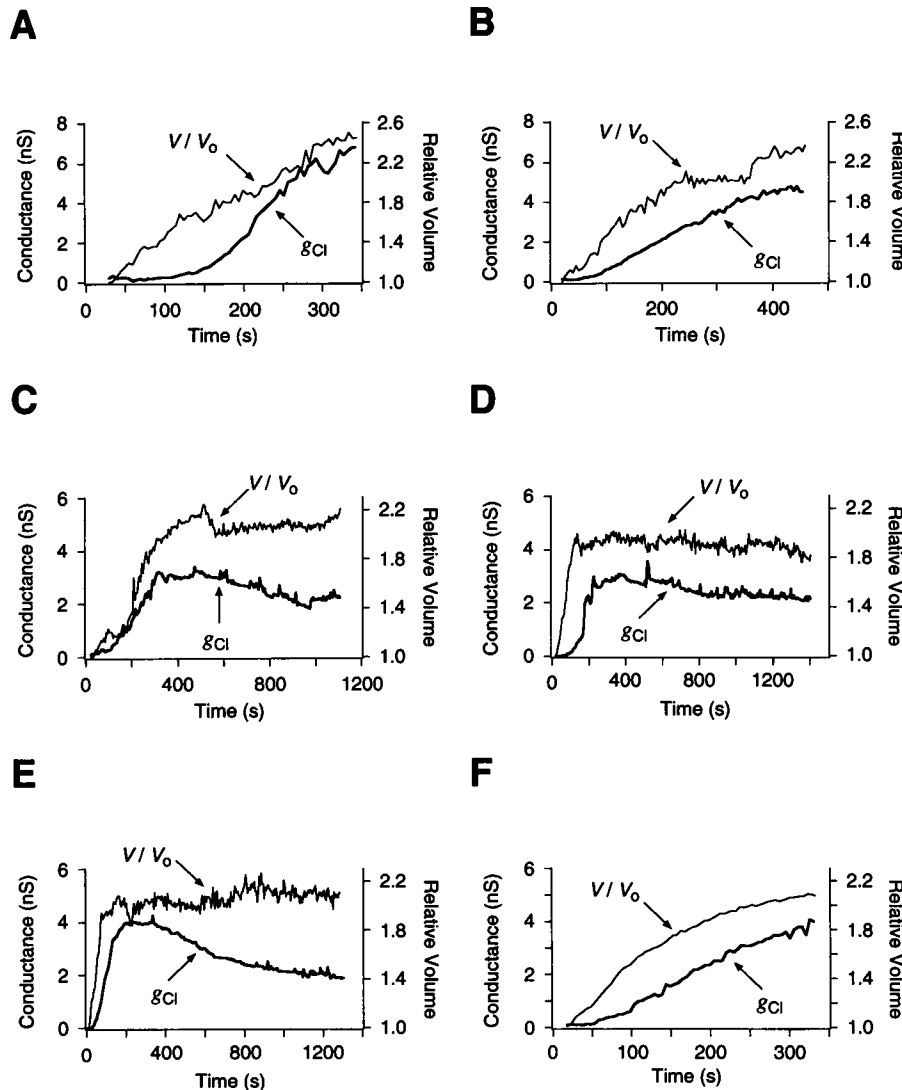 A
Conductance (nS)
8
6
4
2
0
V / Vo
gCl
2.6
2.2
1.8
1.4
1.0
Relative Volume
0 100 200 300
Time (s)
B
Conductance (nS)
8
6
4
2
0
V / Vo
gCl
2.6
2.2
1.8
1.4
1.0
Relative Volume
0 200 400
Time (s)
C
Conductance (nS)
6
4
2
0
V / Vo
gCl
2.2
1.8
1.4
1.0
Relative Volume
0 400 800 1200
Time (s)
D
Conductance (nS)
6
4
2
0
V / Vo
gCl
2.2
1.8
1.4
1.0
Relative Volume
0 400 800 1200
Time (s)
E
Conductance (nS)
6
4
2
0
V / Vo
gCl
2.2
1.8
1.4
1.0
Relative Volume
0 400 800 1200
Time (s)
F
Conductance (nS)
6
4
2
0
V / Vo
gCl
2.2
1.8
1.4
1.0
Relative Volume
0 100 200 300
Time (s)